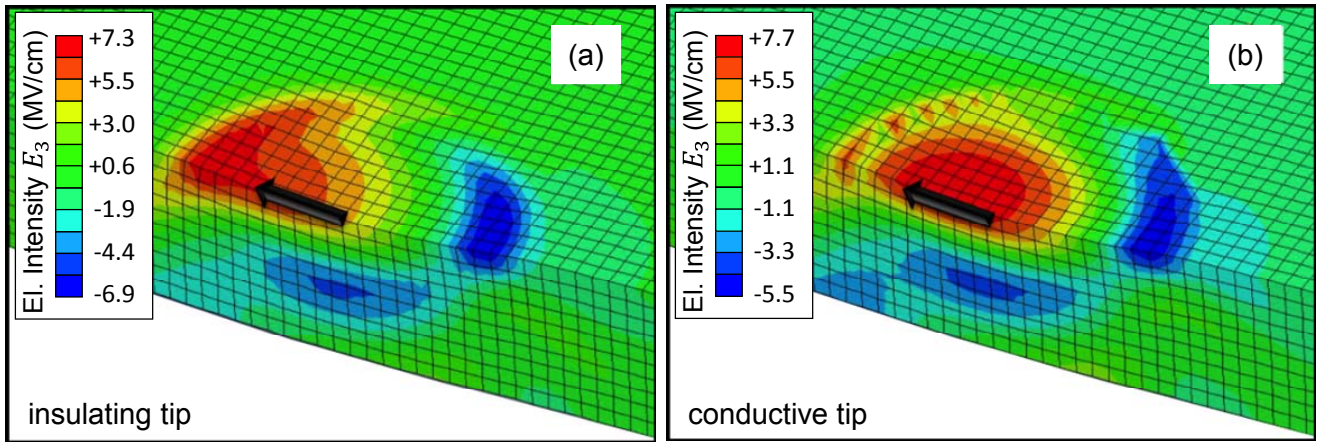 El. Intensity E₃ (MV/cm)
+7.3
+5.5
+3.0
+0.6
-1.9
-4.4
-6.9
(a)
insulating tip
El. Intensity E₃ (MV/cm)
+7.7
+5.5
+3.3
+1.1
-1.1
-3.3
-5.5
(b)
conductive tip